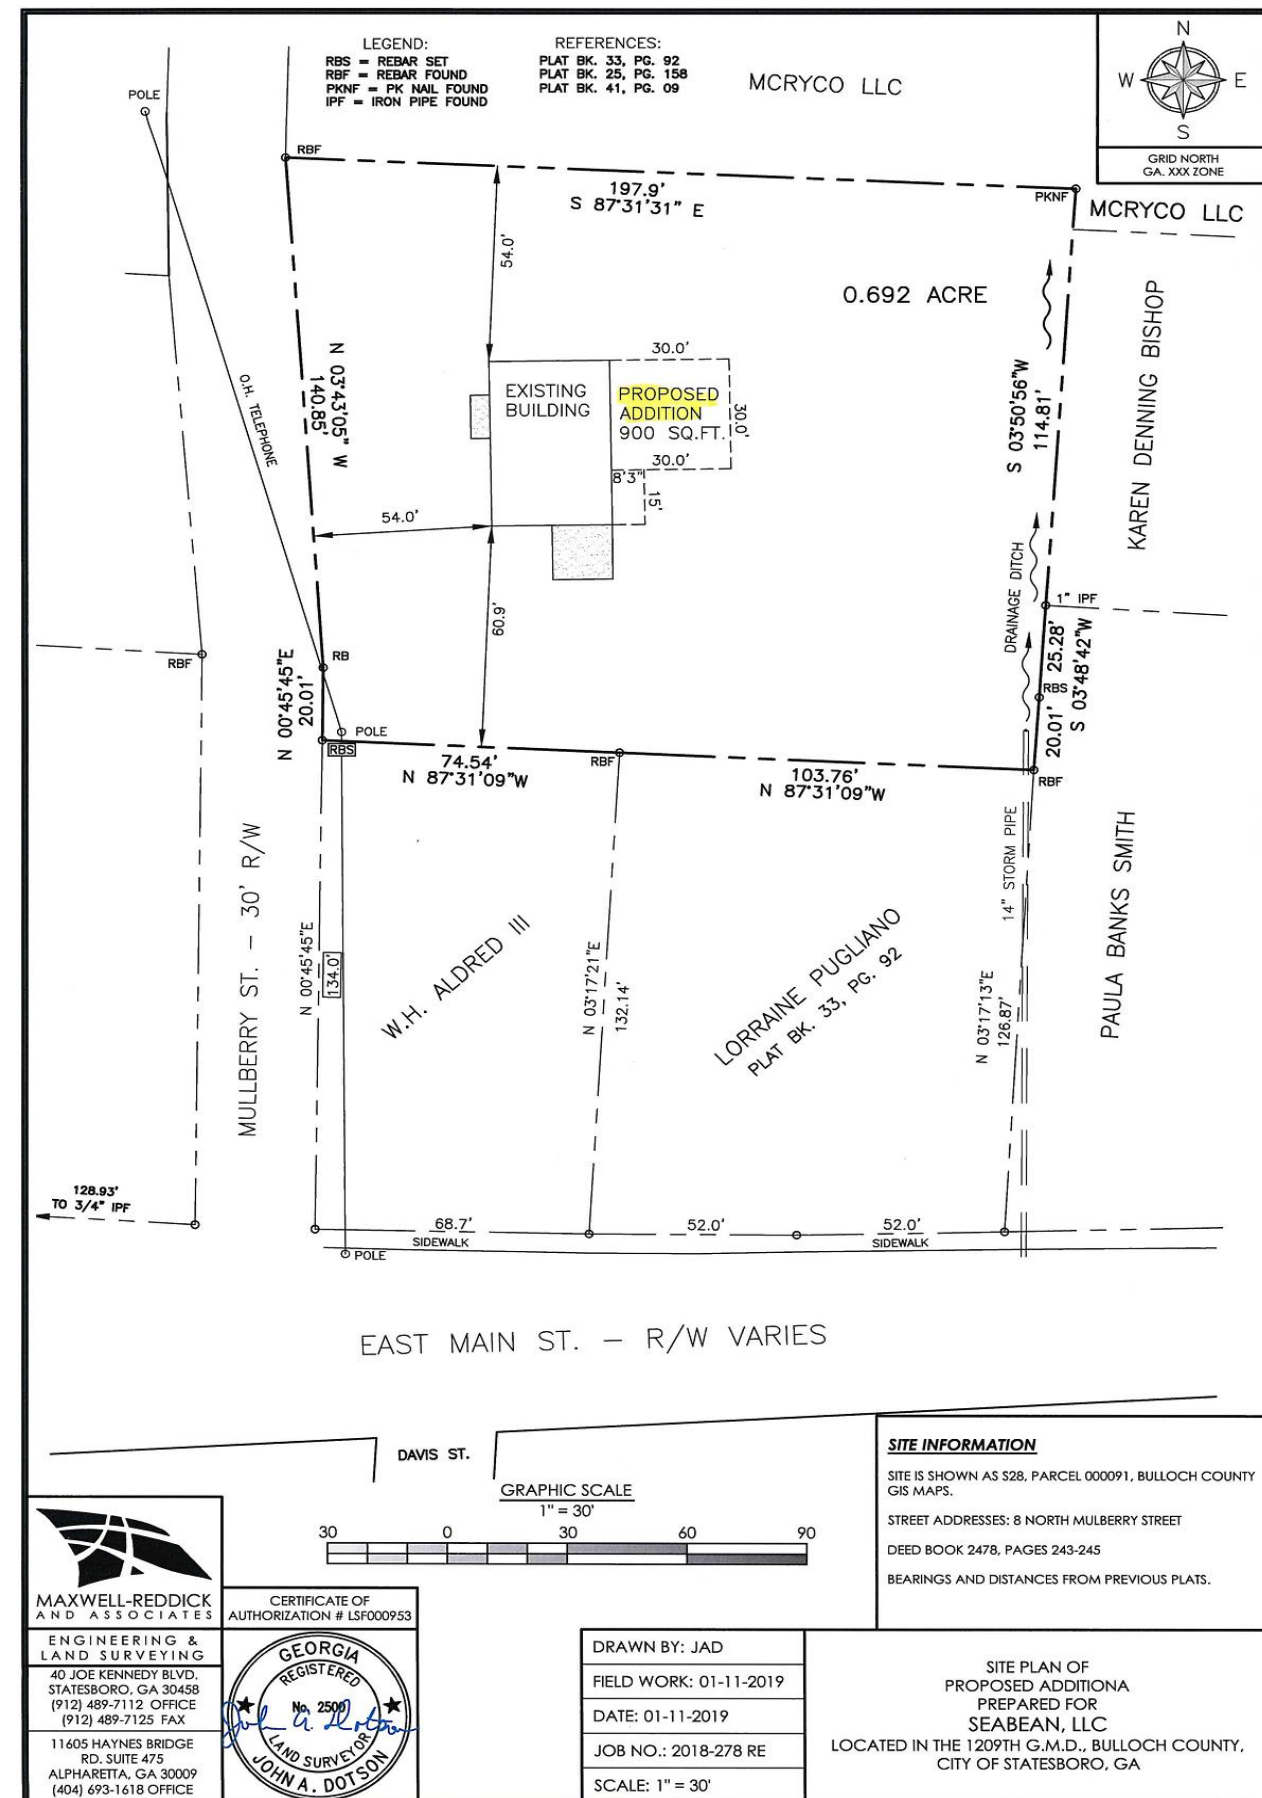 LEGEND:
RBS = REBAR SET
RBF = REBAR FOUND
PKNF = PK NAIL FOUND
IPF = IRON PIPE FOUND
REFERENCES:
PLAT BK. 33, PG. 92
PLAT BK. 25, PG. 158
PLAT BK. 41, PG. 09
MCRYCO LLC
N
W
E
S
GRID NORTH
GA. XXX ZONE
POLE
RBF
197.9'
S 87°31'31" E
PKNF
MCRYCO LLC
54.0'
0.692 ACRE
KAREN DENNING BISHOP
O.H. TELEPHONE
N 03°43'05" W
140.85'
EXISTING
BUILDING
30.0'
PROPOSED
ADDITION
900 SQ.FT.
30.0'
30.0'
8'3"
15'
S 03°50'56"W
114.81'
54.0'
60.9'
DRAINAGE DITCH
1" IPF
RBF
RB
N 00°45'45"E
20.01'
25.28'
RBS
S 03°48'42"W
20.01'
POLE
RBS
74.54'
N 87°31'09"W
RBF
103.76'
N 87°31'09"W
RBF
MULLBERRY ST. - 30' R/W
N 00°45'45"E
134.0'
W.H. ALDRED III
N 03°17'21"E
132.14'
LORRAINE PUGLIANO
PLAT BK. 33, PG. 92
14" STORM PIPE
N 03°17'13"E
126.87'
PAULA BANKS SMITH
128.93'
TO 3/4" IPF
68.7'
SIDEWALK
52.0'
52.0'
SIDEWALK
POLE
EAST MAIN ST. - R/W VARIES
DAVIS ST.
GRAPHIC SCALE
1" = 30'
30 0 30 60 90
SITE INFORMATION
SITE IS SHOWN AS S28, PARCEL 000091, BULLOCH COUNTY
GIS MAPS.
STREET ADDRESSES: 8 NORTH MULBERRY STREET
DEED BOOK 2478, PAGES 243-245
BEARINGS AND DISTANCES FROM PREVIOUS PLATS.
MAXWELL-REDDICK
AND ASSOCIATES
ENGINEERING &
LAND SURVEYING
40 JOE KENNEDY BLVD.
STATESBORO, GA 30458
(912) 489-7112 OFFICE
(912) 489-7125 FAX
11605 HAYNES BRIDGE
RD. SUITE 475
ALPHARETTA, GA 30009
(404) 693-1618 OFFICE
CERTIFICATE OF
AUTHORIZATION # LSF000953
GEORGIA
REGISTERED
No. 2500
John A. Dotson
LAND SURVEYOR
JOHN A. DOTSON
DRAWN BY: JAD
FIELD WORK: 01-11-2019
DATE: 01-11-2019
JOB NO.: 2018-278 RE
SCALE: 1" = 30'
SITE PLAN OF
PROPOSED ADDITIONA
PREPARED FOR
SEABEAN, LLC
LOCATED IN THE 1209TH G.M.D., BULLOCH COUNTY,
CITY OF STATESBORO, GA